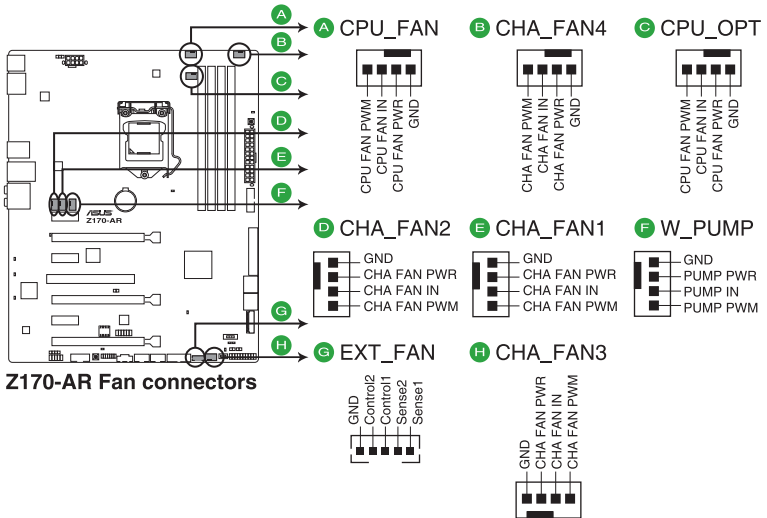 A
B
C
D
E
F
G
H
/SUS
Z170-AR
Z170-AR Fan connectors
A CPU_FAN
CPU FAN PWM
CPU FAN IN
CPU FAN PWR
GND
B CHA_FAN4
CHA FAN PWM
CHA FAN IN
CHA FAN PWR
GND
C CPU_OPT
CPU FAN PWM
CPU FAN IN
CPU FAN PWR
GND
D CHA_FAN2
GND
CHA FAN PWR
CHA FAN IN
CHA FAN PWM
E CHA_FAN1
GND
CHA FAN PWR
CHA FAN IN
CHA FAN PWM
F W_PUMP
GND
PUMP PWR
PUMP IN
PUMP PWM
G EXT_FAN
GND
Control2
Control1
Sense2
Sense1
H CHA_FAN3
GND
CHA FAN PWR
CHA FAN IN
CHA FAN PWM